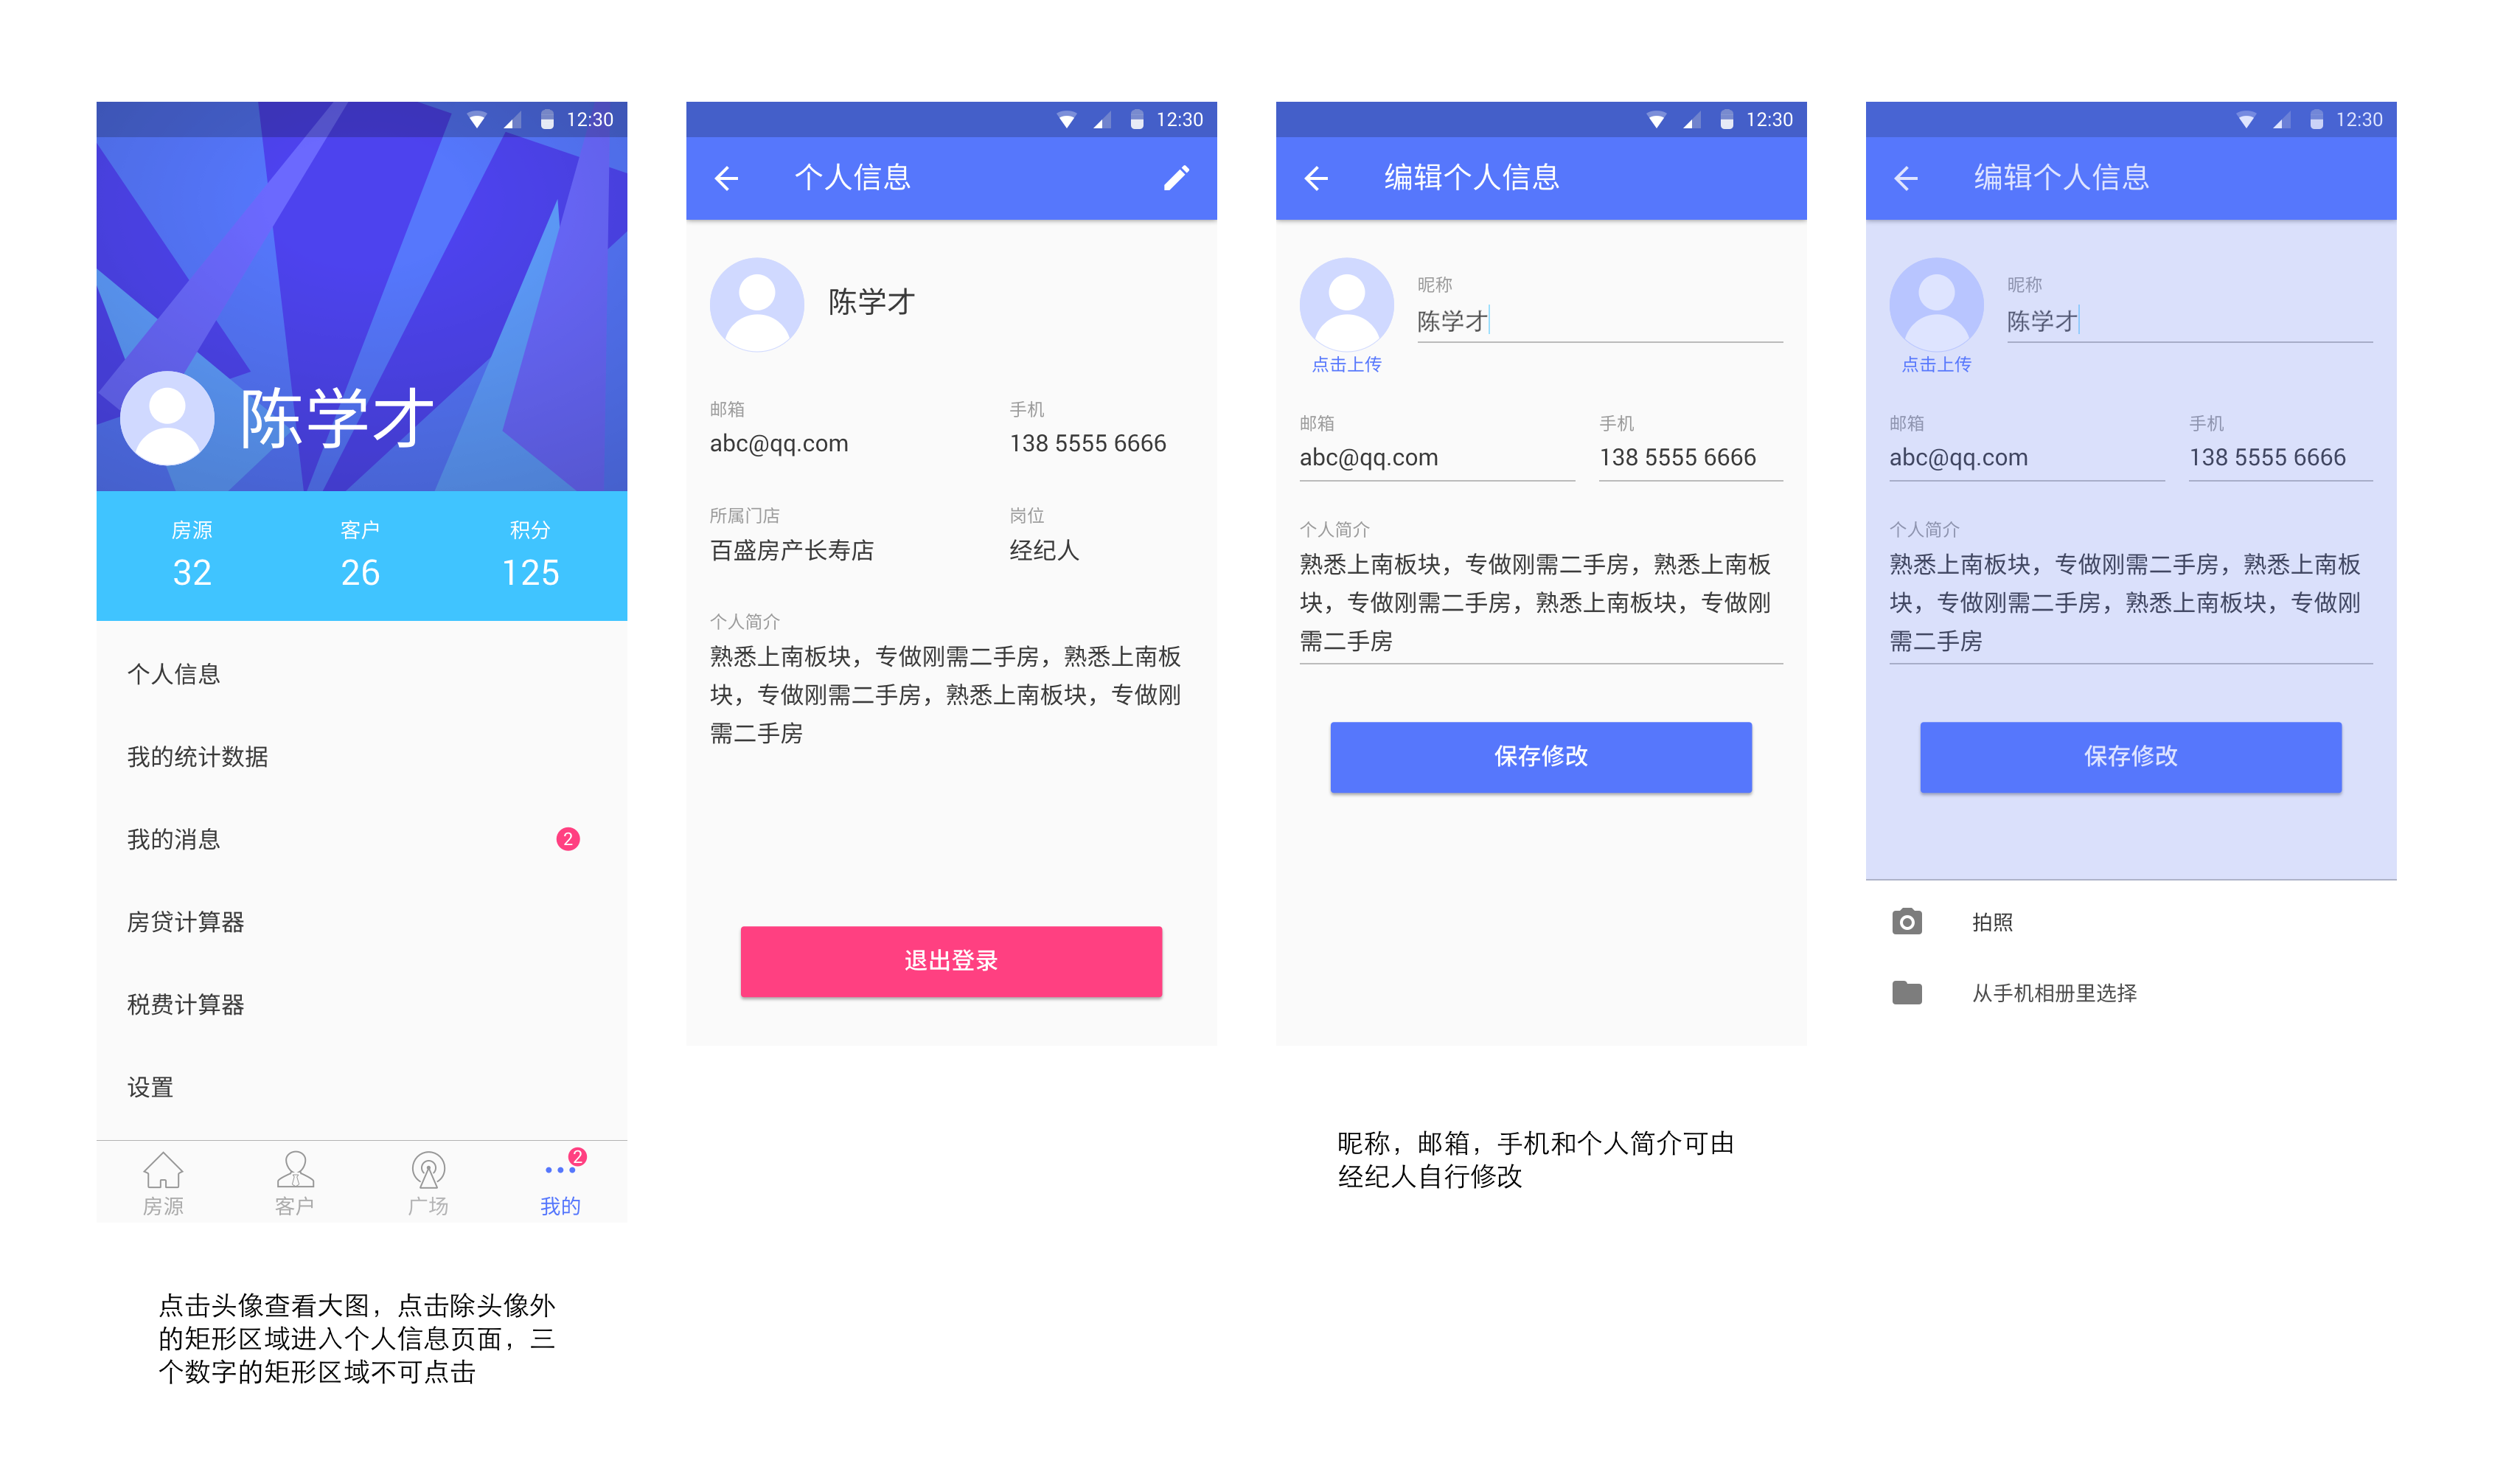 12:30
陈学才
房源 客户 积分
32 26 125
个人信息
我的统计数据
我的消息 2
房贷计算器
税费计算器
设置
2
房源 客户 广场 我的
点击头像查看大图，点击除头像外
的矩形区域进入个人信息页面，三
个数字的矩形区域不可点击
12:30
个人信息
陈学才
邮箱 手机
abc@qq.com 138 5555 6666
所属门店 岗位
百盛房产长寿店 经纪人
个人简介
熟悉上南板块，专做刚需二手房，熟悉上南板
块，专做刚需二手房，熟悉上南板块，专做刚
需二手房
退出登录
12:30
编辑个人信息
昵称
陈学才
点击上传
邮箱 手机
abc@qq.com 138 5555 6666
个人简介
熟悉上南板块，专做刚需二手房，熟悉上南板
块，专做刚需二手房，熟悉上南板块，专做刚
需二手房
保存修改
昵称，邮箱，手机和个人简介可由
经纪人自行修改
12:30
编辑个人信息
昵称
陈学才
点击上传
邮箱 手机
abc@qq.com 138 5555 6666
个人简介
熟悉上南板块，专做刚需二手房，熟悉上南板
块，专做刚需二手房，熟悉上南板块，专做刚
需二手房
保存修改
拍照
从手机相册里选择